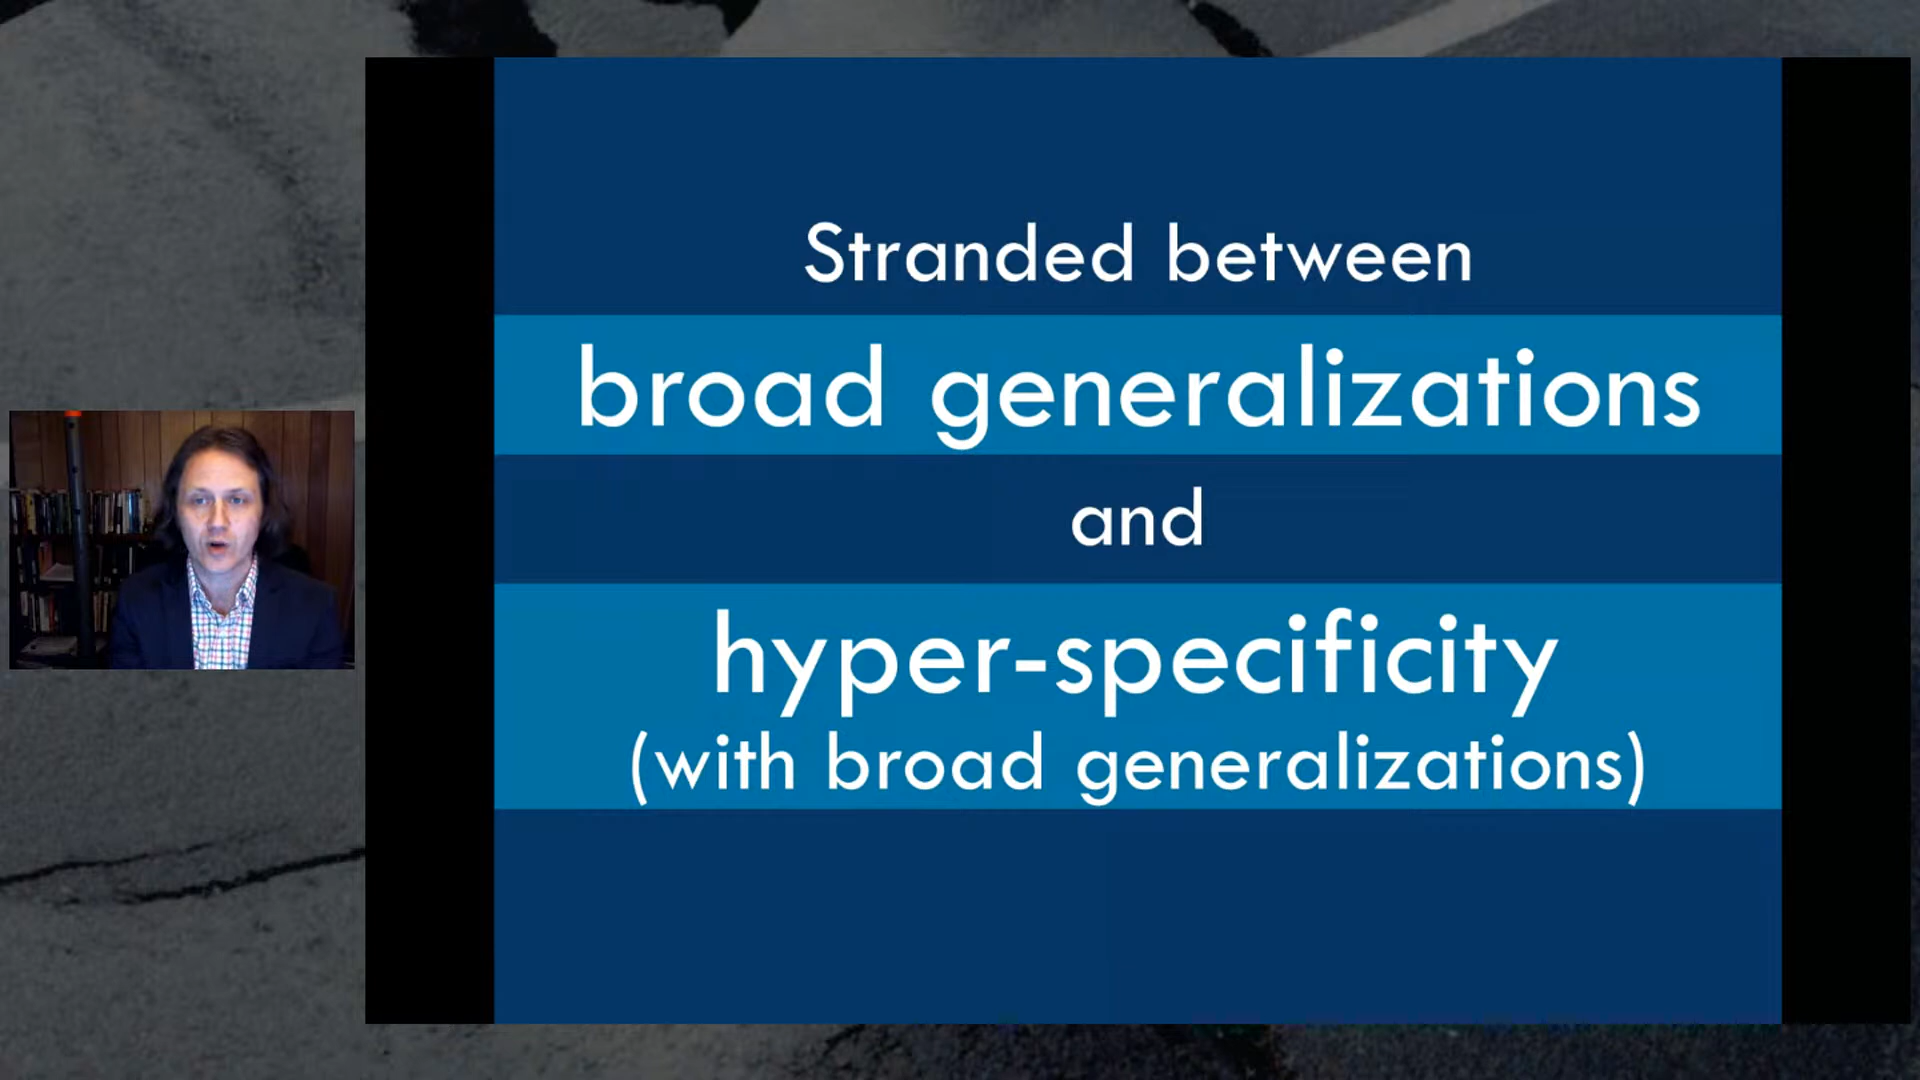 Stranded between
broad generalizations
and
hyper-specificity
(with broad generalizations)